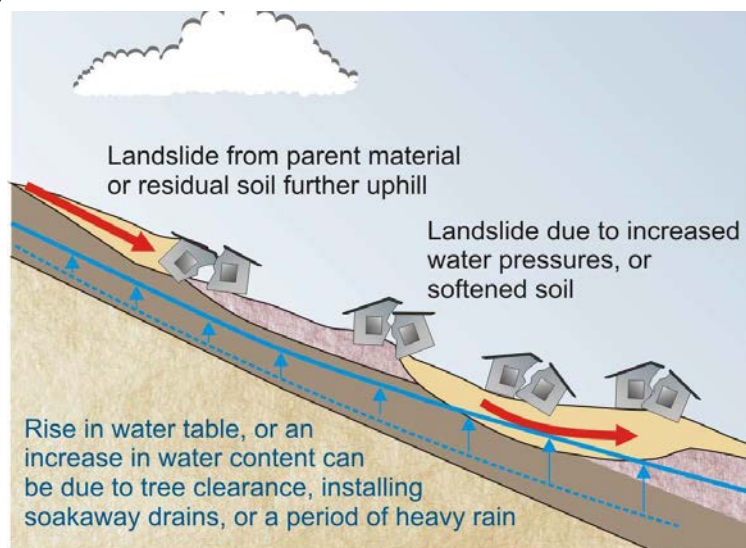 Landslide from parent material
or residual soil further uphill
Landslide due to increased
water pressures, or
softened soil
Rise in water table, or an
increase in water content can
be due to tree clearance, installing
soakaway drains, or a period of heavy rain